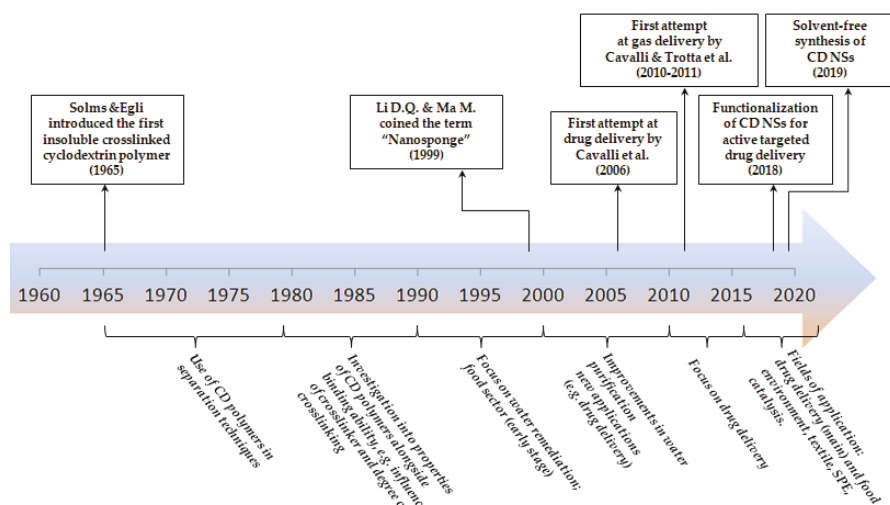 First attempt
at gas delivery by
Cavalli & Trotta et al.
(2010-2011)
Solvent-free
synthesis of
CD NSs
(2019)
Solms &Egli
introduced the first
insoluble crosslinked
cyclodextrin polymer
(1965)
Li D.Q. & Ma M.
coined the term
“Nanosponge”
(1999)
First attempt at
drug delivery by
Cavalli et al.
(2006)
Functionalization
of CD NSs for
active targeted
drug delivery
(2018)
1960 1965 1970 1975 1980 1985 1990 1995 2000 2005 2010 2015 2020
Use of CD polymers in
separation techniques
Investigation into properties
of CD polymers alongside
binding ability, e.g. influenc
of crosslinker and degree o
crosslinking
Focus on water remediation;
food sector (early stage)
Improvements in water
purification
new applications
(e.g. drug delivery)
Focus on drug delivery
Fields of application:
drug delivery (main) and food
environment, textile, SPE,
catalysis.